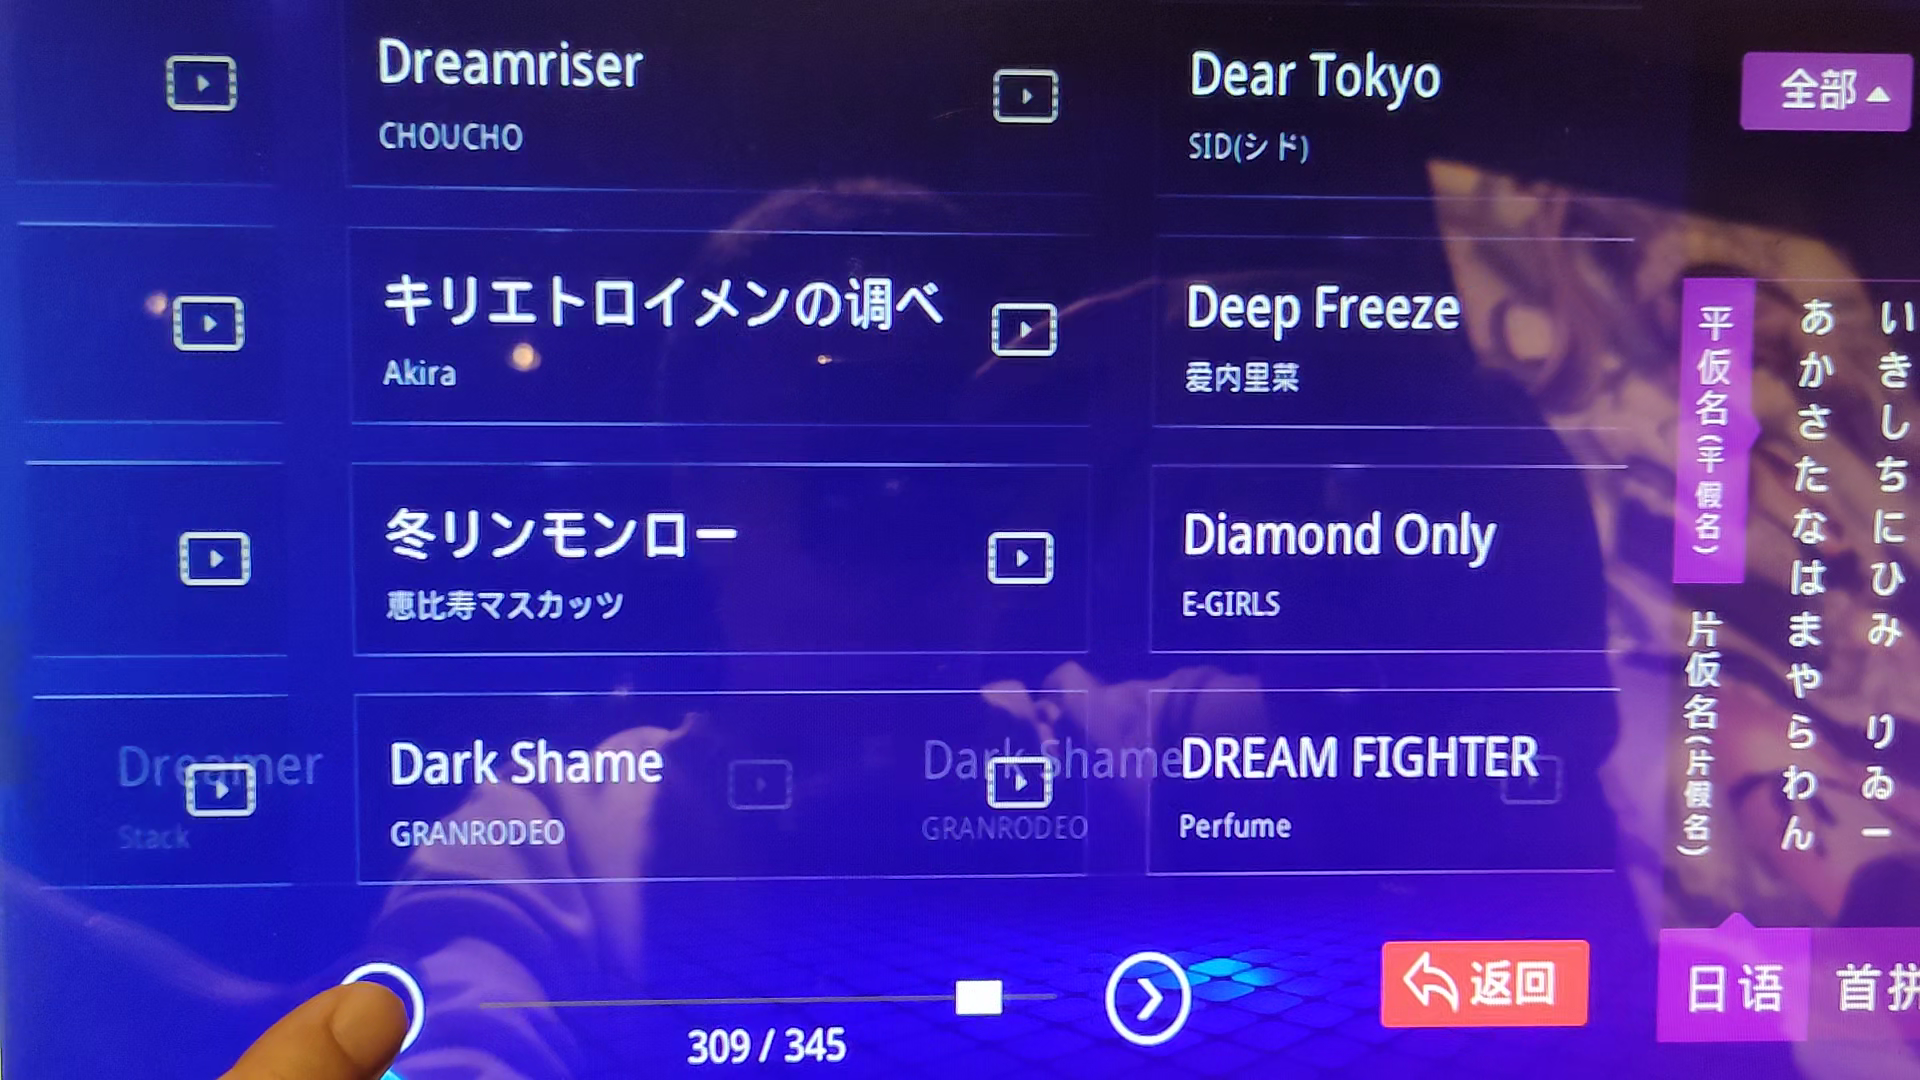 Dreamriser
CHOUCHO
Dear Tokyo
SID(シド)
全部
キリエトロイメンの调べ
Akira
Deep Freeze
爱内里菜
冬リンモンロー
恵比寿マスカッツ
Diamond Only
E-GIRLS
Dreamer
Stack
Dark Shame
GRANRODEO
Dark Shame
GRANRODEO
DREAM FIGHTER
Perfume
平仮名(平假名)
片仮名(片假名)
あかさたなはまやらわん
いきしちにひみ りゐー
309 / 345
返回
日语
首拼